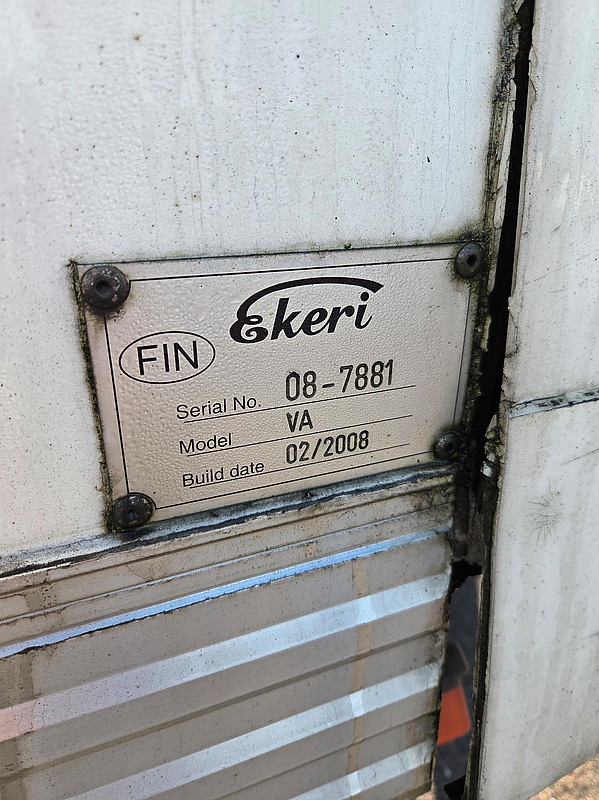 Ekeri
FIN
Serial No. 08-7881
Model VA
Build date 02/2008